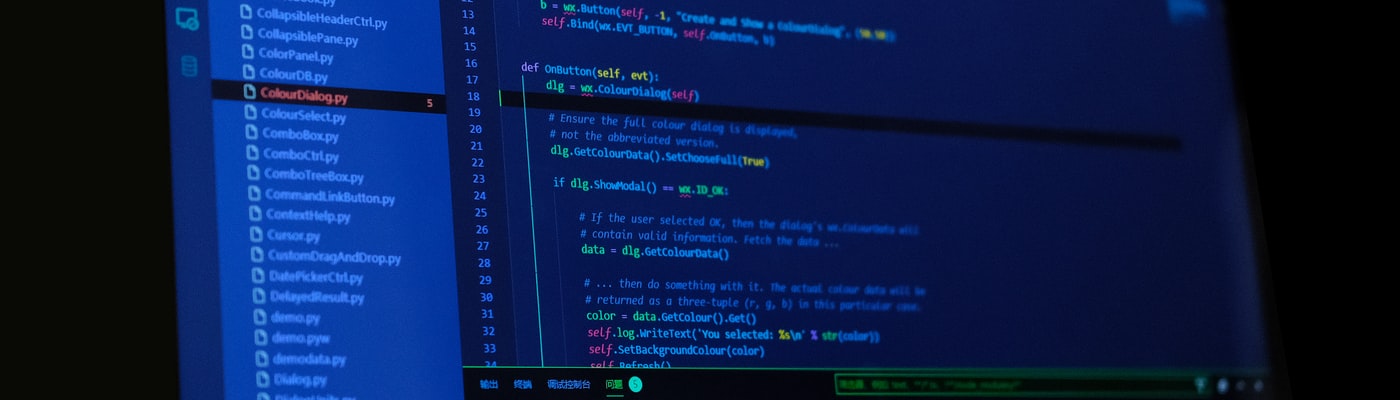 CollapsibleHeaderCtrl.py
CollapsiblePane.py
ColorPanel.py
ColourDB.py
ColourDialog.py 5
ColourSelect.py
ComboBox.py
ComboCtrl.py
ComboTreeBox.py
CommandLinkButton.py
ContextHelp.py
Cursor.py
CustomDragAndDrop.py
DatePickerCtrl.py
DelayedResult.py
demo.py
demo.pyw
demodata.py
Dialog.py
13 b = wx.Button(self, -1, "Create and Show a ColourDialog", (50,50))
14 self.Bind(wx.EVT_BUTTON, self.OnButton, b)
15
16
17 def OnButton(self, evt):
18 dlg = wx.ColourDialog(self)
19
20 # Ensure the full colour dialog is displayed,
21 # not the abbreviated version.
22 dlg.GetColourData().SetChooseFull(True)
23
24 if dlg.ShowModal() == wx.ID_OK:
25
26 # If the user selected OK, then the dialog's wx.ColourData will
27 # contain valid information. Fetch the data ...
28 data = dlg.GetColourData()
29
30 # ... then do something with it. The actual colour data will be
31 # returned as a three-tuple (r, g, b) in this particular case.
32 color = data.GetColour().Get()
33 self.log.WriteText('You selected: %s\n' % str(color))
34 self.SetBackgroundColour(color)
self.Refresh()
输出 终端 调试控制台 问题 5